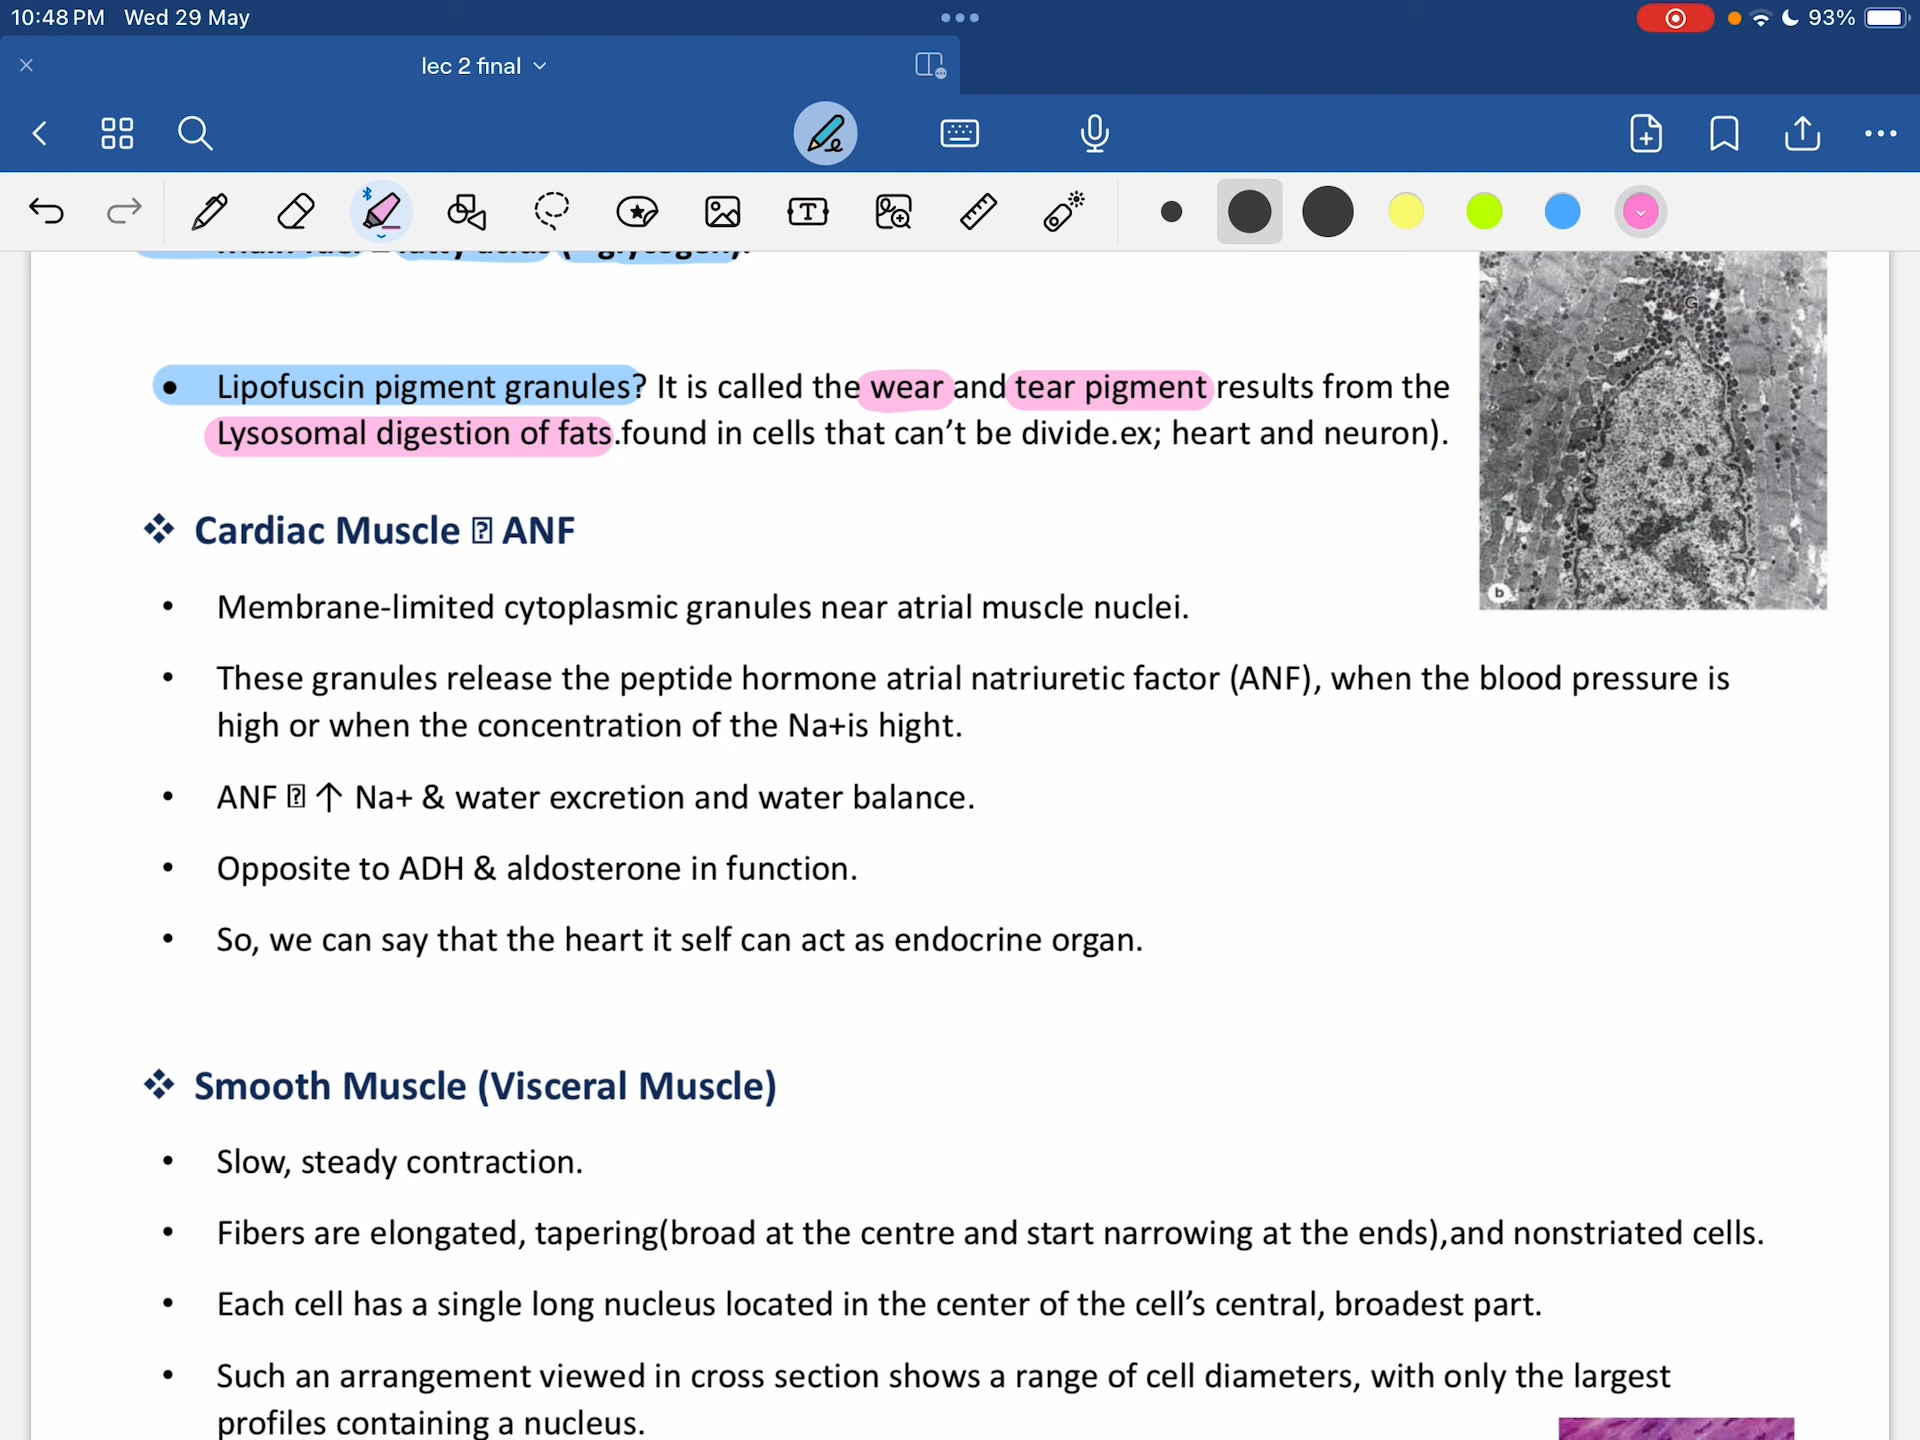 10:48 PM Wed 29 May
93%
lec 2 final
main fuel = fatty acids ( glycogen).
• Lipofuscin pigment granules? It is called the wear and tear pigment results from the
Lysosomal digestion of fats.found in cells that can’t be divide.ex; heart and neuron).
G
b
❖ Cardiac Muscle ⍰ ANF
• Membrane-limited cytoplasmic granules near atrial muscle nuclei.
• These granules release the peptide hormone atrial natriuretic factor (ANF), when the blood pressure is
high or when the concentration of the Na+is hight.
• ANF ⍰ ↑ Na+ & water excretion and water balance.
• Opposite to ADH & aldosterone in function.
• So, we can say that the heart it self can act as endocrine organ.
❖ Smooth Muscle (Visceral Muscle)
• Slow, steady contraction.
• Fibers are elongated, tapering(broad at the centre and start narrowing at the ends),and nonstriated cells.
• Each cell has a single long nucleus located in the center of the cell’s central, broadest part.
• Such an arrangement viewed in cross section shows a range of cell diameters, with only the largest
profiles containing a nucleus.